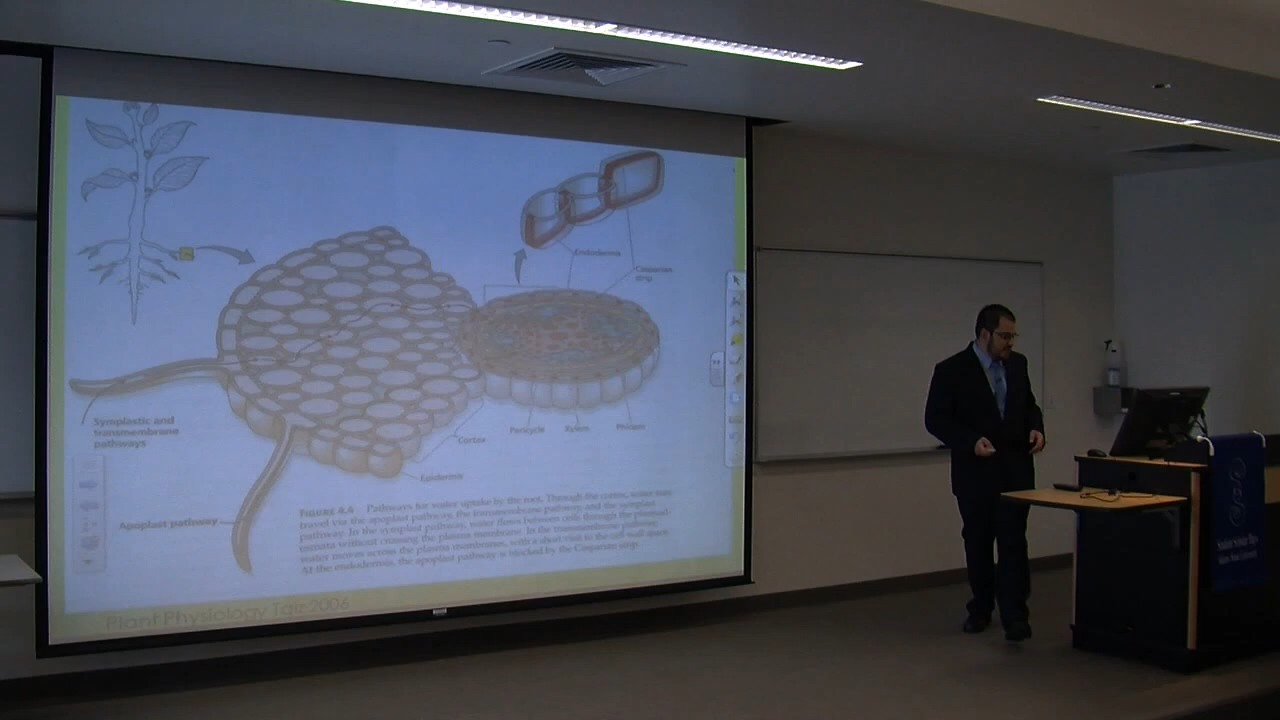 Endodermis
Casparian
strip
Symplastic and
transmembrane
pathways
Cortex
Pericycle
Xylem
Phloem
Epidermis
Apoplast pathway
FIGURE 4.4 Pathways for water uptake by the root. Through the cortex, water may
travel via the apoplast pathway, the transmembrane pathway, and the symplast
pathway. In the symplast pathway, water flows between cells through the plasmod-
esmata without crossing the plasma membrane. In the transmembrane pathway,
water moves across the plasma membranes, with a short visit to the cell wall space.
At the endodermis, the apoplast pathway is blocked by the Casparian strip.
Plant Physiology Taiz 2006